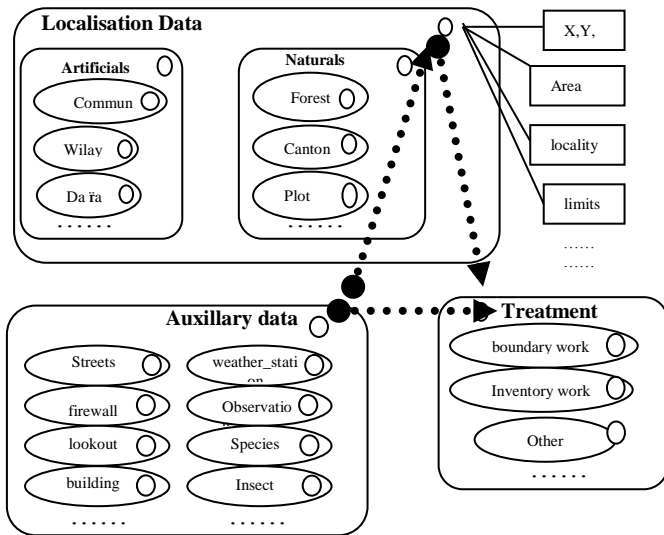 Localisation Data
Artificials
Commun
Wilay
Da ïra
. . . . . .
Naturals
Forest
Canton
Plot
. . . . . .
X,Y,
Area
locality
limits
......
......
Auxillary data
Streets
firewall
lookout
building
. . . . . .
weather_stati
on
Observatio
Species
Insect
. . . . . .
Treatment
boundary work
Inventory work
Other
. . . . . .